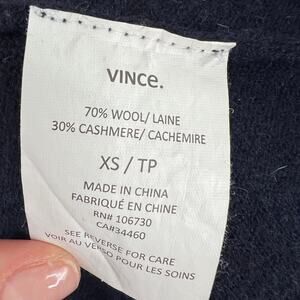 VINCE.
70% WOOL/ LAINE
30% CASHMERE/ CACHEMIRE
XS / TP
MADE IN CHINA
FABRIQUÉ EN CHINE
RN# 106730
CA#34460
SEE REVERSE FOR CARE
VOIR AU VERSO POUR LES SOINS